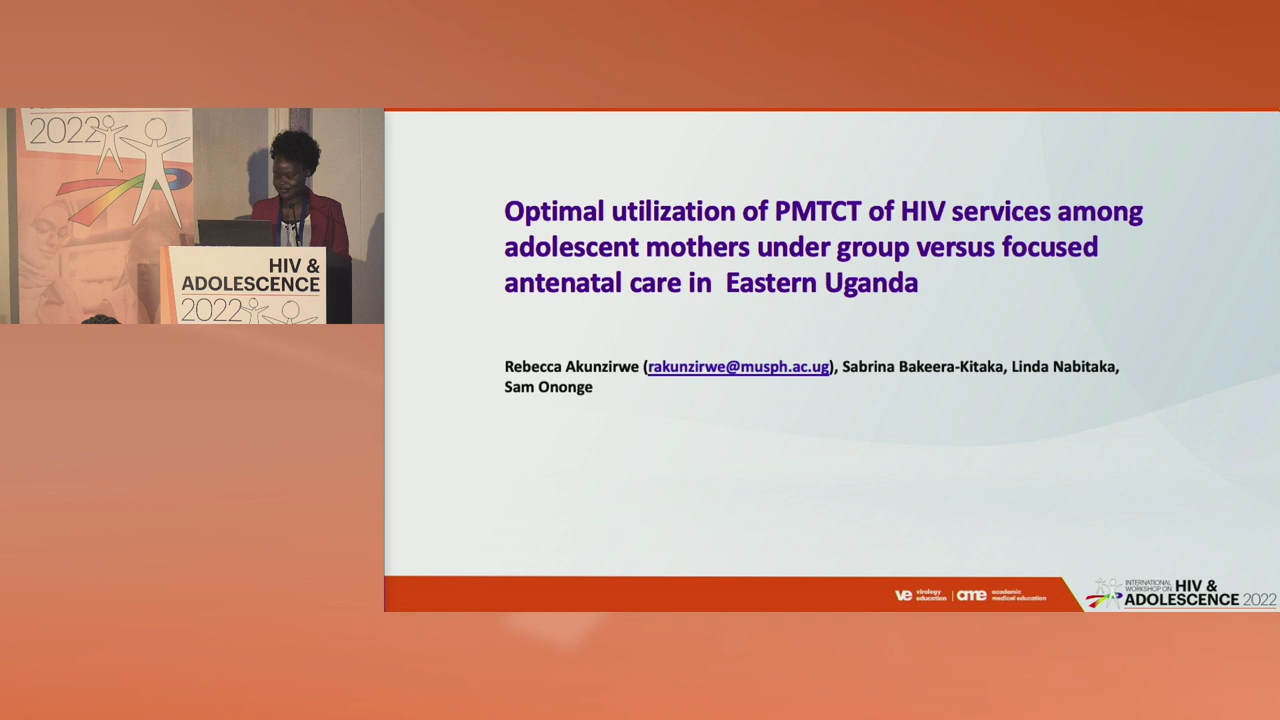 2022
HIV &
ADOLESCENCE
2022
Optimal utilization of PMTCT of HIV services among
adolescent mothers under group versus focused
antenatal care in Eastern Uganda
Rebecca Akunzirwe (rakunzirwe@musph.ac.ug), Sabrina Bakeera-Kitaka, Linda Nabitaka,
Sam Ononge
ve virology education | ame academic medical education
INTERNATIONAL
WORKSHOP ON HIV &
ADOLESCENCE 2022